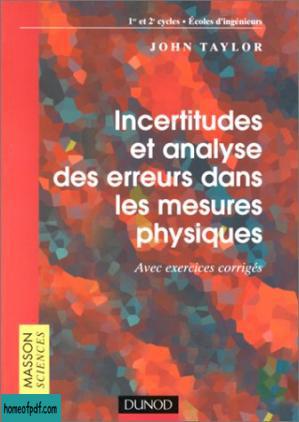 1er et 2e cycles • Écoles d'ingénieurs
JOHN TAYLOR
Incertitudes
et analyse
des erreurs dans
les mesures
physiques
Avec exercices corrigés
MASSON
SCIENCES
homeofpdf.com
DUNOD